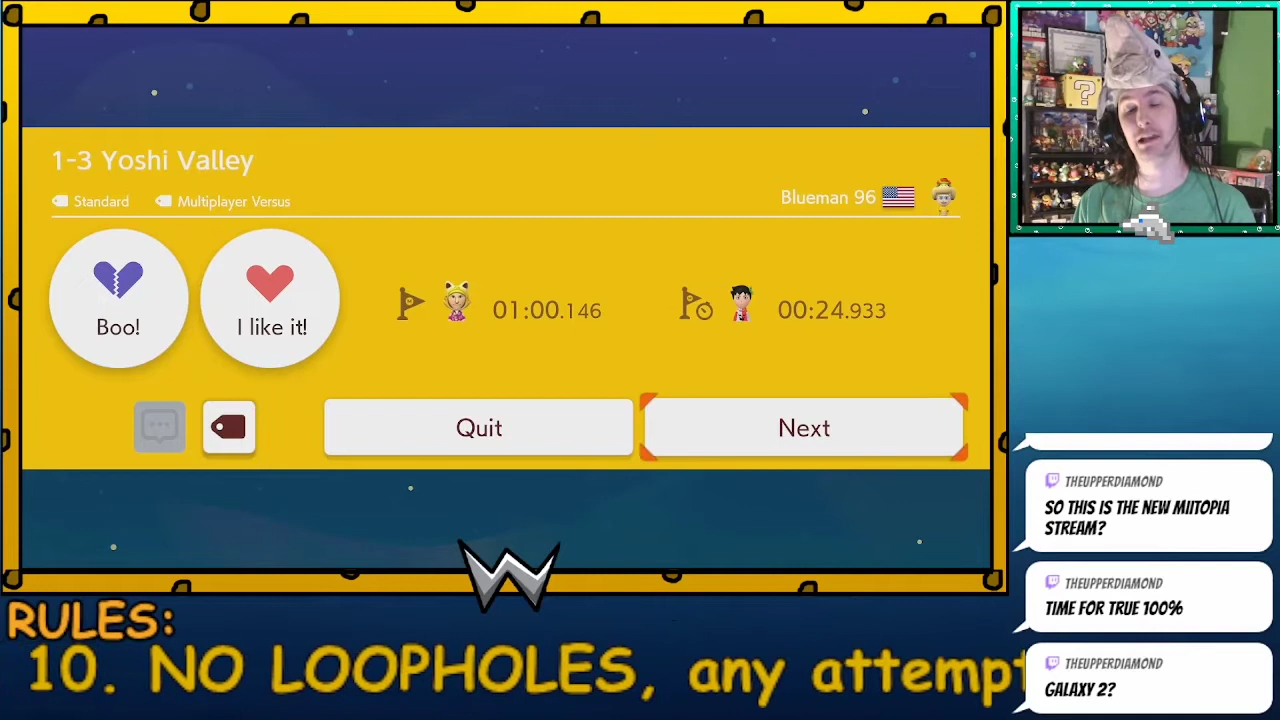 1-3 Yoshi Valley
Standard
Multiplayer Versus
Blueman 96
Boo!
I like it!
01:00.146
00:24.933
Quit
Next
?
THEUPPERDIAMOND
SO THIS IS THE NEW MIITOPIA
STREAM?
THEUPPERDIAMOND
TIME FOR TRUE 100%
THEUPPERDIAMOND
GALAXY 2?
W
RULES:
10. NO LOOPHOLES, any attempt